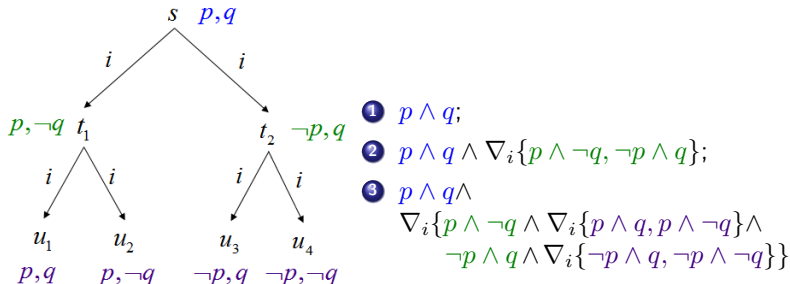 s p, q
i i
p, ¬q t₁ t₂ ¬p, q
i i i i
u₁ u₂ u₃ u₄
p, q p, ¬q ¬p, q ¬p, ¬q
1 p ∧ q;
2 p ∧ q ∧ ∇ᵢ{p ∧ ¬q, ¬p ∧ q};
3 p ∧ q∧
∇ᵢ{p ∧ ¬q ∧ ∇ᵢ{p ∧ q, p ∧ ¬q}∧
¬p ∧ q ∧ ∇ᵢ{¬p ∧ q, ¬p ∧ ¬q}}